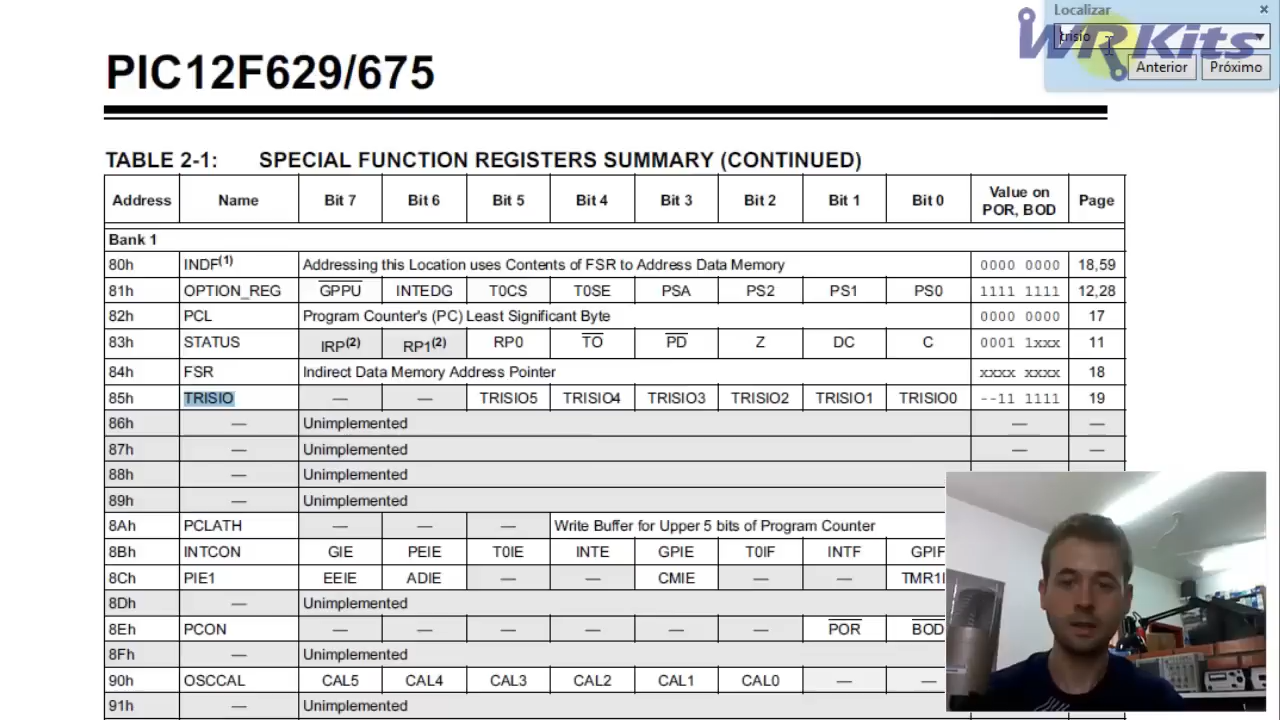 Localizar
trisio
WRKits
Anterior Próximo
PIC12F629/675
TABLE 2-1: SPECIAL FUNCTION REGISTERS SUMMARY (CONTINUED)
Address Name Bit 7 Bit 6 Bit 5 Bit 4 Bit 3 Bit 2 Bit 1 Bit 0 Value on POR, BOD Page
Bank 1
80h INDF(1) Addressing this Location uses Contents of FSR to Address Data Memory 0000 0000 18,59
81h OPTION_REG GPPU INTEDG T0CS T0SE PSA PS2 PS1 PS0 1111 1111 12,28
82h PCL Program Counter's (PC) Least Significant Byte 0000 0000 17
83h STATUS IRP(2) RP1(2) RP0 TO PD Z DC C 0001 1xxx 11
84h FSR Indirect Data Memory Address Pointer xxxx xxxx 18
85h TRISIO — — TRISIO5 TRISIO4 TRISIO3 TRISIO2 TRISIO1 TRISIO0 --11 1111 19
86h — Unimplemented — —
87h — Unimplemented — —
88h — Unimplemented
89h — Unimplemented
8Ah PCLATH — — — Write Buffer for Upper 5 bits of Program Counter
8Bh INTCON GIE PEIE T0IE INTE GPIE T0IF INTF GPIF
8Ch PIE1 EEIE ADIE — — CMIE — — TMR1I
8Dh — Unimplemented
8Eh PCON — — — — — — POR BOD
8Fh — Unimplemented
90h OSCCAL CAL5 CAL4 CAL3 CAL2 CAL1 CAL0 — —
91h — Unimplemented